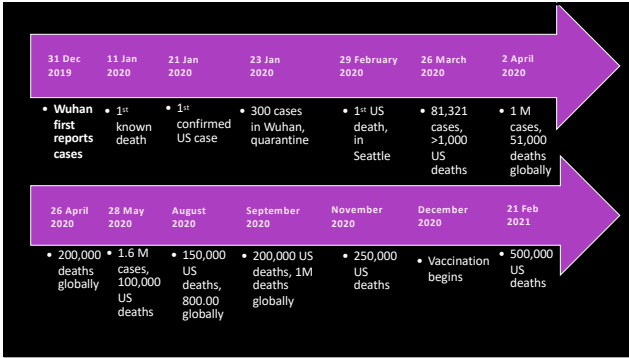 31 Dec
2019
11 Jan
2020
21 Jan
2020
23 Jan
2020
29 February
2020
26 March
2020
2 April
2020
• Wuhan
first
reports
cases
• 1st
known
death
• 1st
confirmed
US case
• 300 cases
in Wuhan,
quarantine
• 1st US
death,
in
Seattle
• 81,321
cases,
>1,000
US
deaths
• 1 M
cases,
51,000
deaths
globally
26 April
2020
28 May
2020
August
2020
September
2020
November
2020
December
2020
21 Feb
2021
• 200,000
deaths
globally
• 1.6 M
cases,
100,000
US
deaths
• 150,000
US
deaths,
800.00
globally
• 200,000 US
deaths, 1M
deaths
globally
• 250,000
US
deaths
• Vaccination
begins
• 500,000
US
deaths